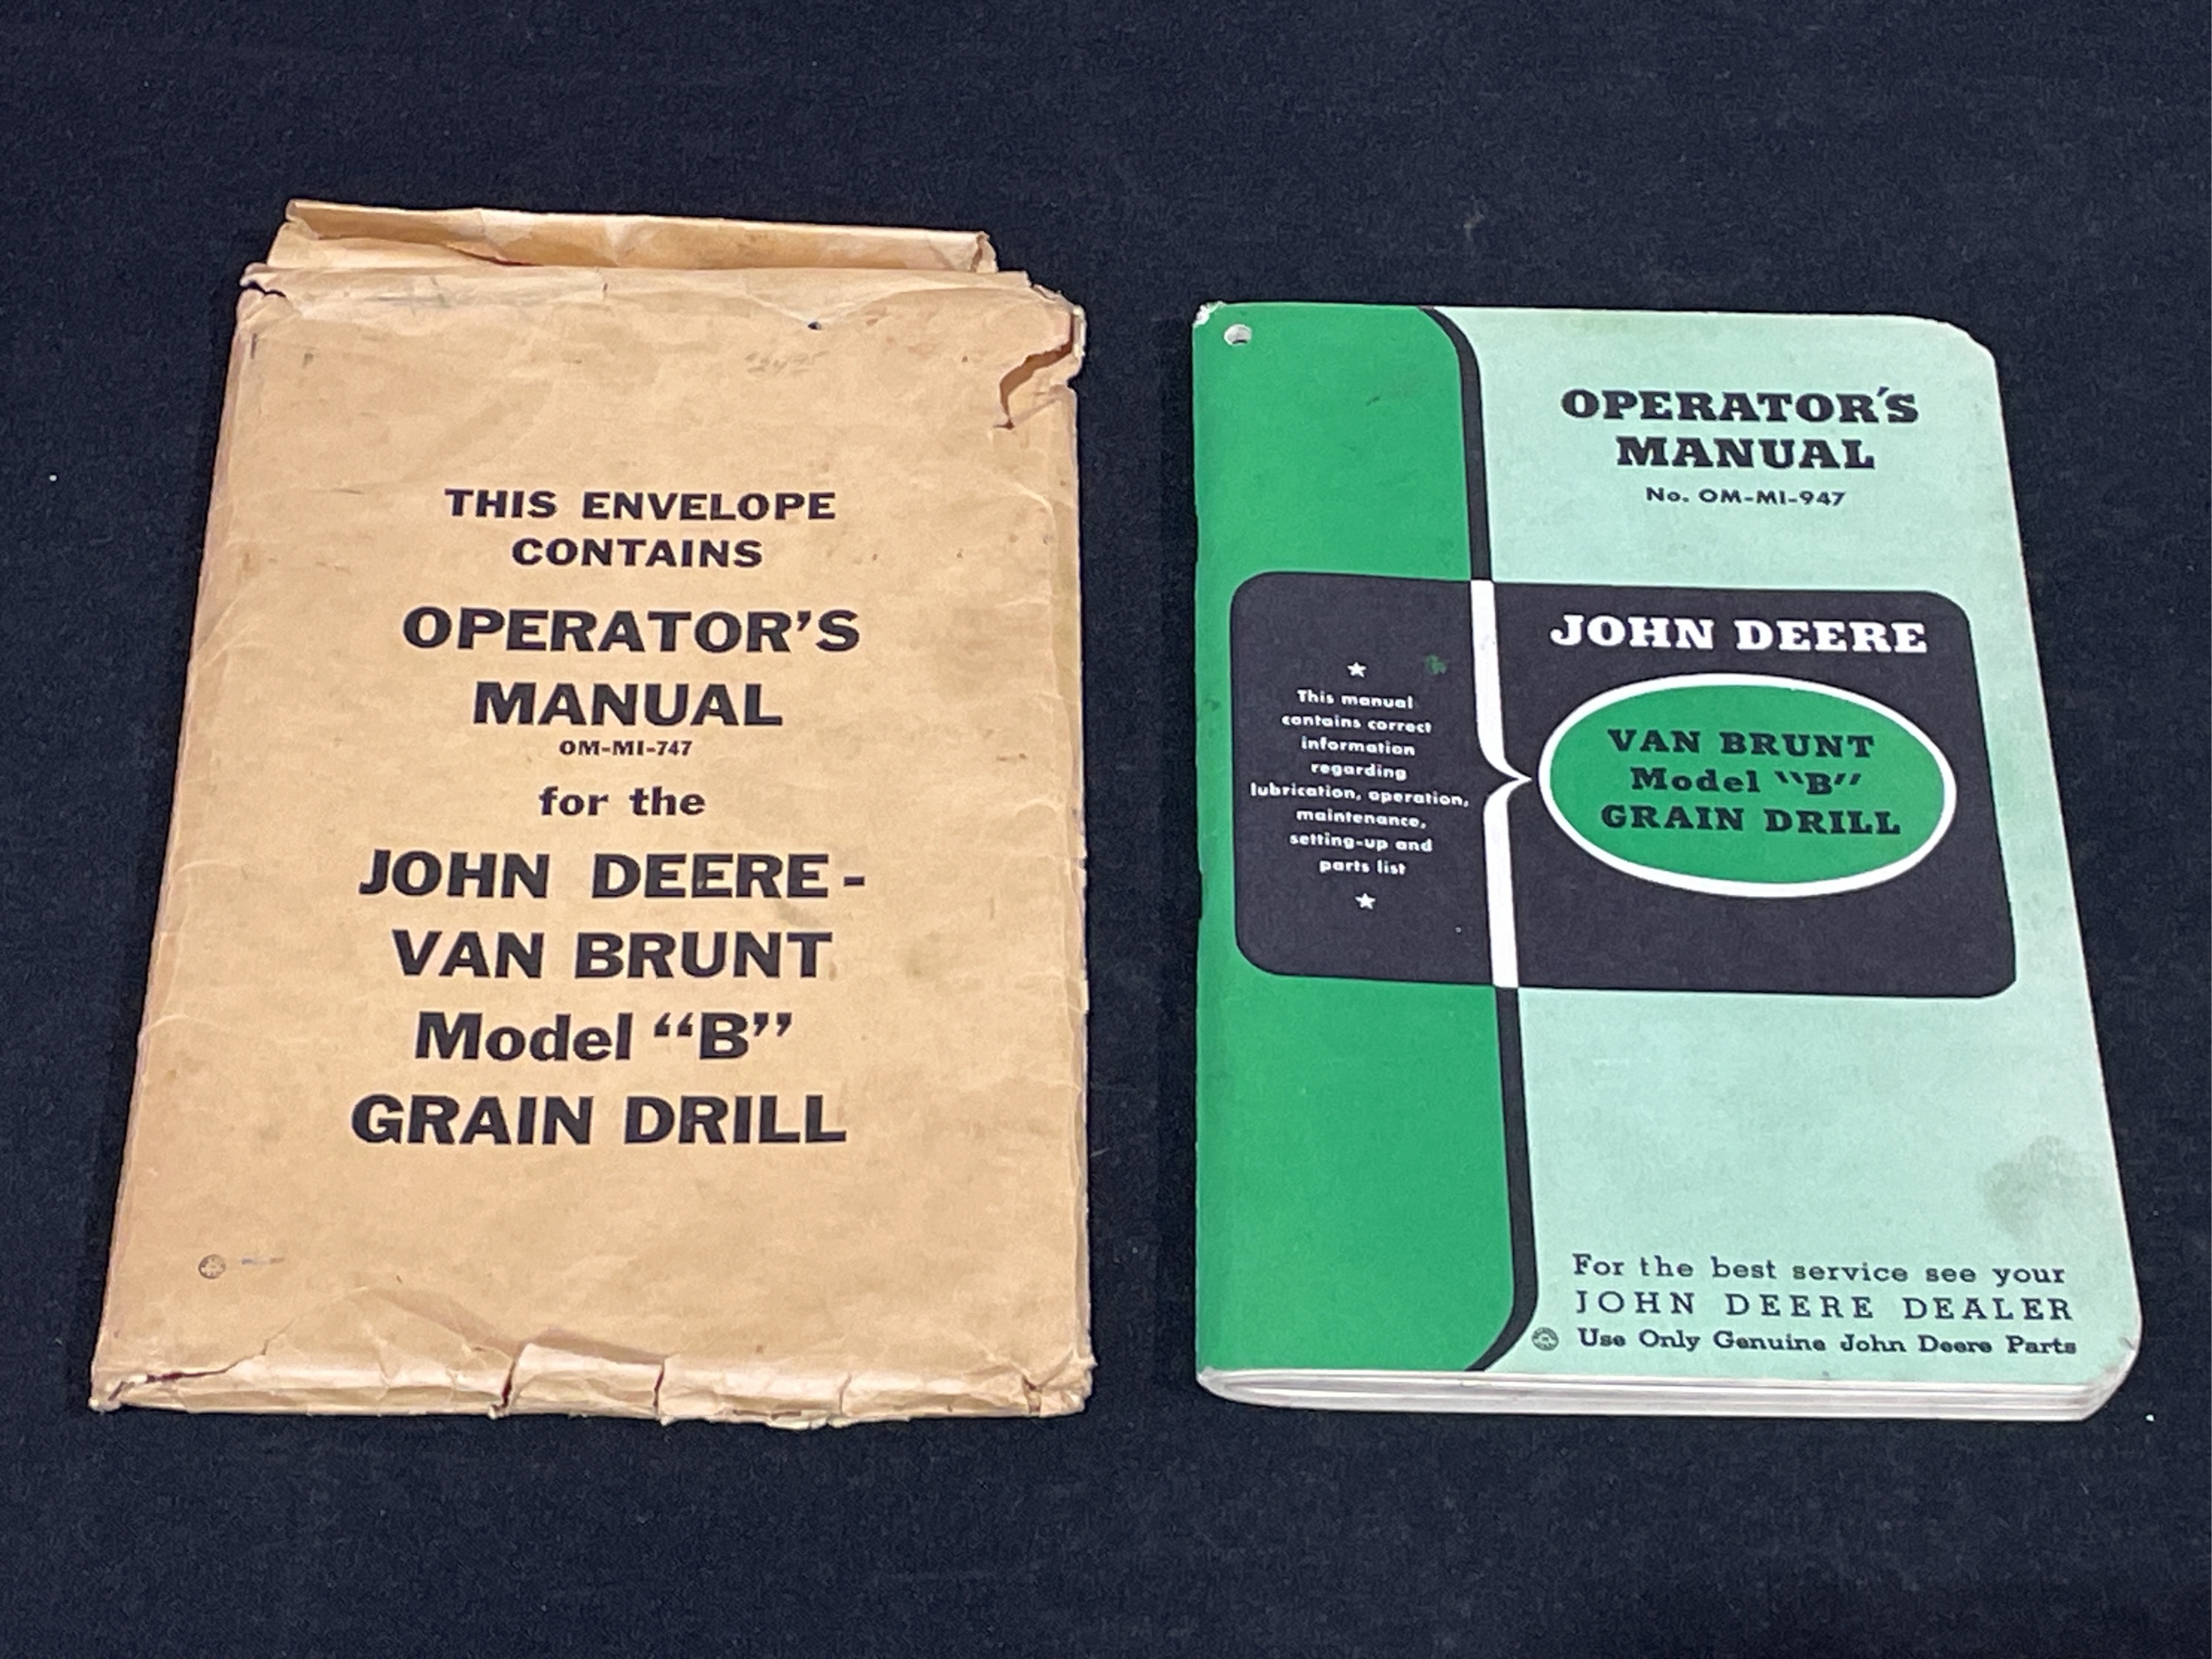 THIS ENVELOPE
CONTAINS
OPERATOR'S
MANUAL
OM-MI-747
for the
JOHN DEERE-
VAN BRUNT
Model “B”
GRAIN DRILL
OPERATOR'S
MANUAL
No. OM-MI-947
JOHN DEERE
VAN BRUNT
Model "B"
GRAIN DRILL
★
This manual
contains correct
information
regarding
lubrication, operation,
maintenance,
setting-up and
parts list
★
For the best service see your
JOHN DEERE DEALER
Use Only Genuine John Deere Parts